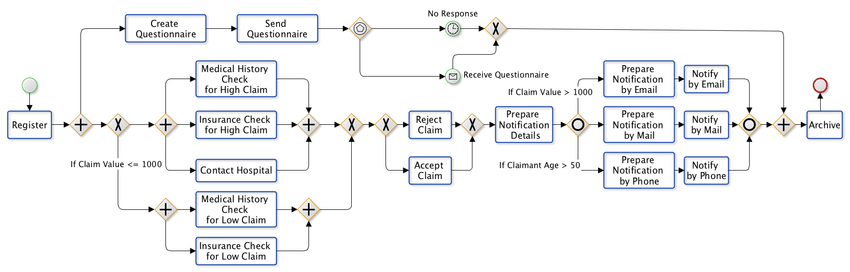 No Response
Create
Questionnaire
Send
Questionnaire
Receive Questionnaire
Register
If Claim Value <= 1000
Medical History
Check
for High Claim
Insurance Check
for High Claim
Contact Hospital
Medical History
Check
for Low Claim
Insurance Check
for Low Claim
Reject
Claim
Accept
Claim
Prepare
Notification
Details
If Claim Value > 1000
If Claimant Age > 50
Prepare
Notification
by Email
Notify
by Email
Prepare
Notification
by Mail
Notify
by Mail
Prepare
Notification
by Phone
Notify
by Phone
Archive